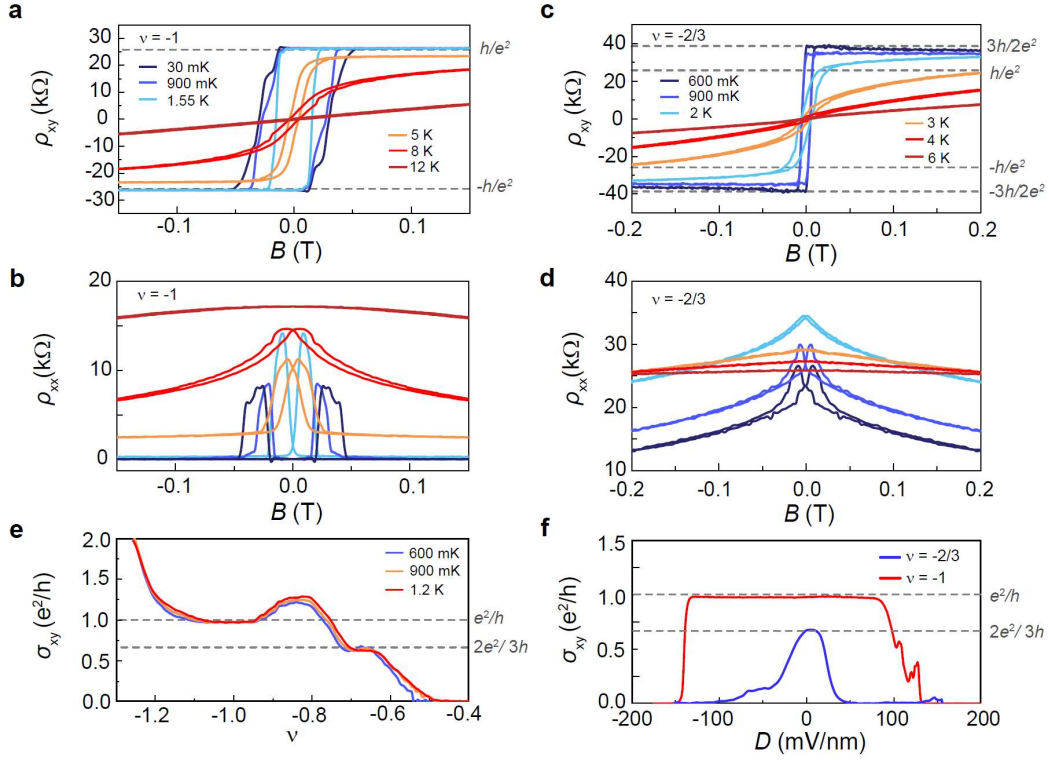 a
ν = -1
30 mK
900 mK
1.55 K
5 K
8 K
12 K
h/e²
-h/e²
30
20
10
0
-10
-20
-30
ρxy (kΩ)
-0.1
0.0
0.1
B (T)
c
ν = -2/3
600 mK
900 mK
2 K
3 K
4 K
6 K
3h/2e²
h/e²
-h/e²
-3h/2e²
40
20
0
-20
-40
ρxy (kΩ)
-0.2
-0.1
0.0
0.1
0.2
B (T)
b
ν = -1
20
10
0
ρxx (kΩ)
-0.1
0.0
0.1
B (T)
d
ν = -2/3
40
30
20
10
ρxx (kΩ)
-0.2
-0.1
0.0
0.1
0.2
B (T)
e
600 mK
900 mK
1.2 K
e²/h
2e²/ 3h
2.0
1.5
1.0
0.5
0.0
σxy (e²/h)
-1.2
-1.0
-0.8
-0.6
-0.4
ν
f
ν = -2/3
ν = -1
e²/h
2e²/ 3h
1.5
1.0
0.5
0.0
σxy (e²/h)
-200
-100
0
100
200
D (mV/nm)